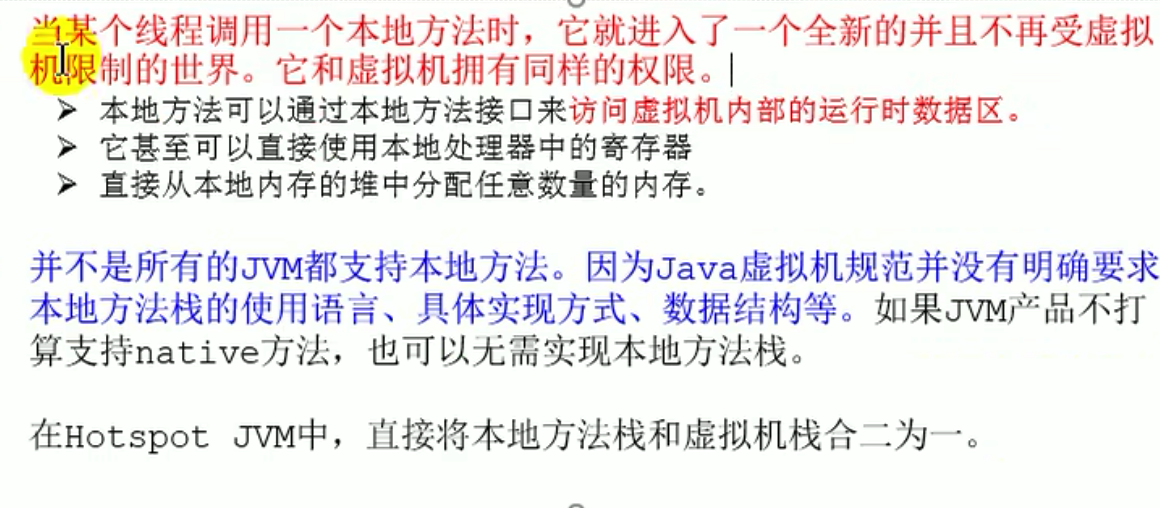 当某个线程调用一个本地方法时，它就进入了一个全新的并且不再受虚拟
机限制的世界。它和虚拟机拥有同样的权限。
➢ 本地方法可以通过本地方法接口来访问虚拟机内部的运行时数据区。
➢ 它甚至可以直接使用本地处理器中的寄存器
➢ 直接从本地内存的堆中分配任意数量的内存。
并不是所有的JVM都支持本地方法。因为Java虚拟机规范并没有明确要求
本地方法栈的使用语言、具体实现方式、数据结构等。如果JVM产品不打
算支持native方法，也可以无需实现本地方法栈。
在Hotspot JVM中，直接将本地方法栈和虚拟机栈合二为一。